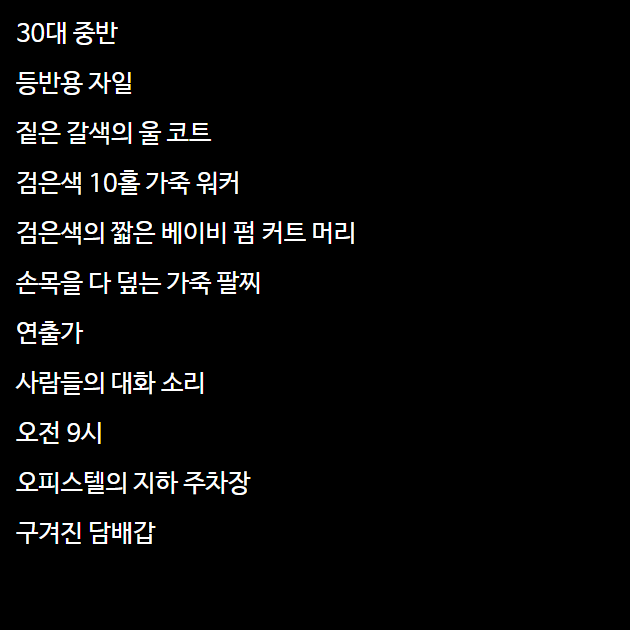 30대 중반
등반용 자일
짙은 갈색의 울 코트
검은색 10홀 가죽 워커
검은색의 짧은 베이비 펌 커트 머리
손목을 다 덮는 가죽 팔찌
연출가
사람들의 대화 소리
오전 9시
오피스텔의 지하 주차장
구겨진 담배갑